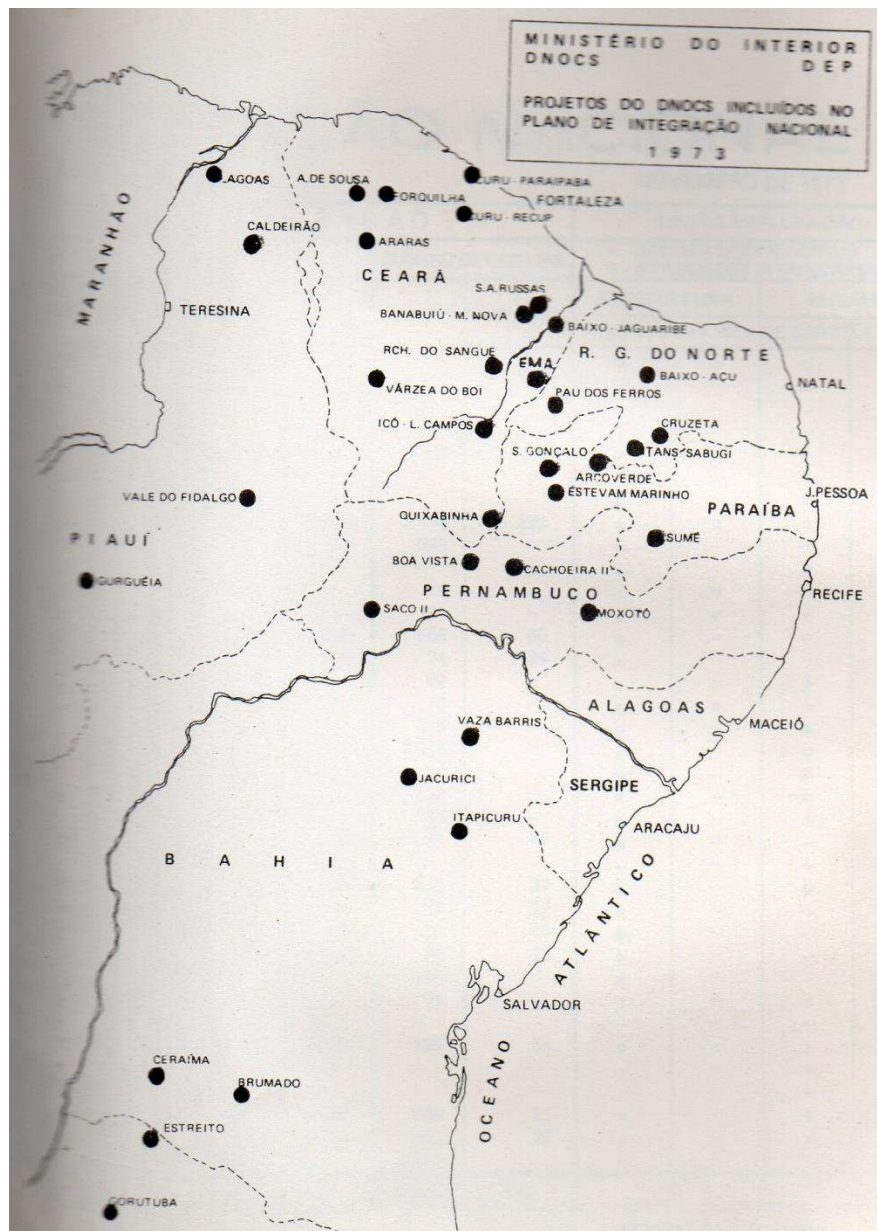 MINISTÉRIO DO INTERIOR
DNOCS DEP
PROJETOS DO DNOCS INCLUÍDOS NO
PLANO DE INTEGRAÇÃO NACIONAL
1973
LAGOAS
A. DE SOUSA
FORQUILHA
CURU - PARAIPABA
FORTALEZA
CURU - RECUP
CALDEIRÃO
ARARAS
MARANHÃO
CEARÁ
TERESINA
S.A. RUSSAS
BANABUIÚ - M. NOVA
BAIXO - JAGUARIBE
RCH. DO SANGUE
EMA
R. G. DO NORTE
VÁRZEA DO BOI
BAIXO - AÇU
NATAL
PAU DOS FERROS
ICÓ - L. CAMPOS
CRUZETA
S. GONÇALO
ITANS-SABUGI
ARCOVERDE
VALE DO FIDALGO
ESTEVAM MARINHO
J. PESSOA
PARAÍBA
QUIXABINHA
PIAUÍ
SUMÉ
BOA VISTA
CACHOEIRA II
GURGUÉIA
PERNAMBUCO
RECIFE
SACO II
MOXOTÓ
ALAGOAS
MACEIÓ
VAZA BARRIS
JACURICI
SERGIPE
ITAPICURU
ARACAJU
BAHIA
OCEANO ATLÂNTICO
SALVADOR
CERAÍMA
BRUMADO
ESTREITO
GORUTUBA